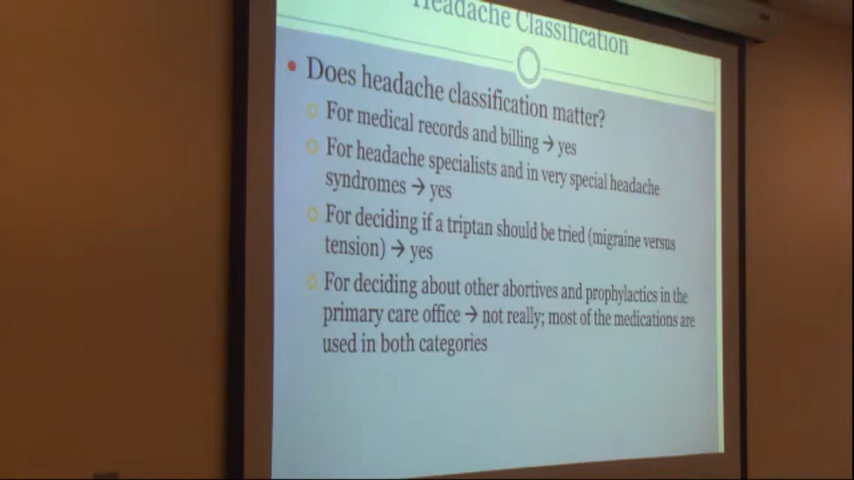 Headache Classification
• Does headache classification matter?
For medical records and billing → yes
For headache specialists and in very special headache
syndromes → yes
For deciding if a triptan should be tried (migraine versus
tension) → yes
For deciding about other abortives and prophylactics in the
primary care office → not really; most of the medications are
used in both categories